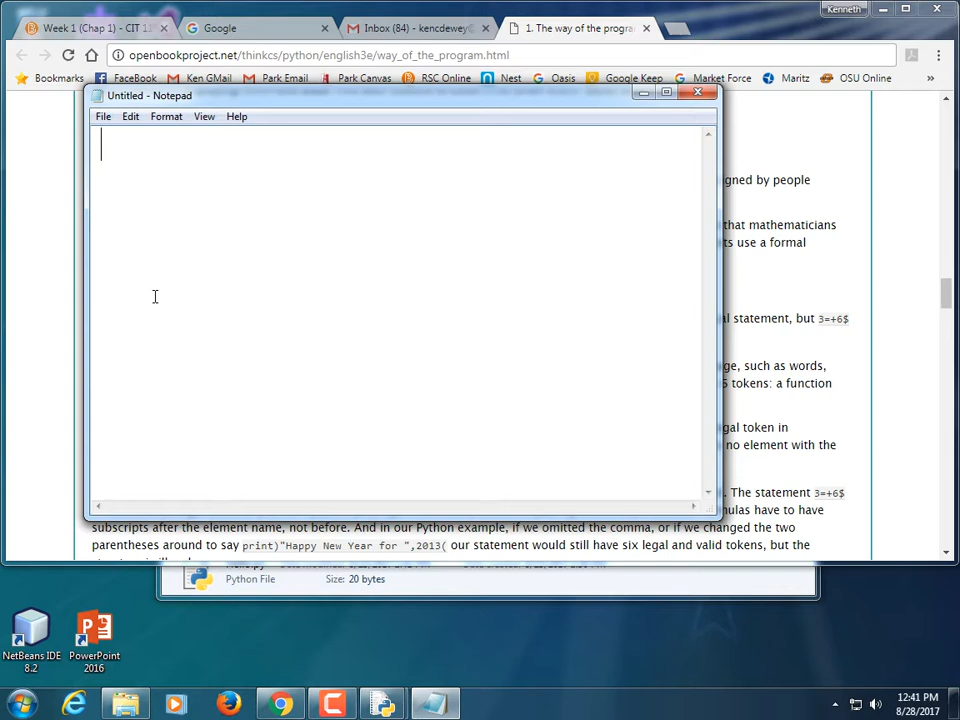 Kenneth
Week 1 (Chap 1) - CIT 11
Google
Inbox (84) - kencdewey@
1. The way of the progra
openbookproject.net/thinkcs/python/english3e/way_of_the_program.html
Bookmarks FaceBook Ken GMail Park Email Park Canvas RSC Online Nest Oasis Google Keep Market Force Maritz OSU Online »
Untitled - Notepad
File Edit Format View Help
gned by people
that mathematicians
ts use a formal
al statement, but 3=+6$
ge, such as words,
5 tokens: a function
gal token in
no element with the
. The statement 3=+6$
mulas have to have
subscripts after the element name, not before. And in our Python example, if we omitted the comma, or if we changed the two
parentheses around to say print)"Happy New Year for ",2013( our statement would still have six legal and valid tokens, but the
Python File Size: 20 bytes
NetBeans IDE
8.2
PowerPoint
2016
12:41 PM
8/28/2017